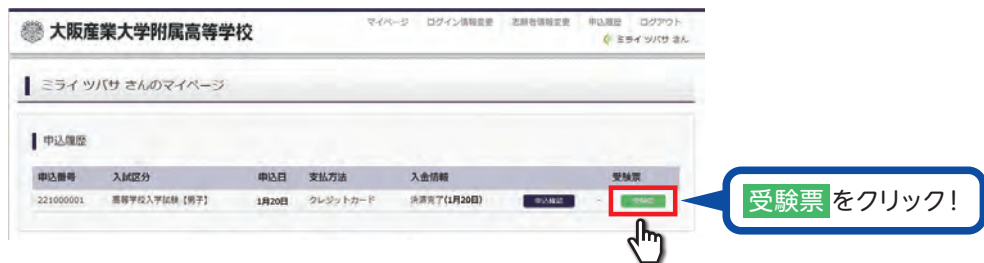 大阪産業大学附属高等学校
マイページ ログイン情報変更 志願者情報変更 申込履歴 ログアウト
ミライ ツバサ さん
ミライ ツバサ さんのマイページ
申込履歴
申込番号 入試区分 申込日 支払方法 入金情報 受験票
221000001 高等学校入学試験【男子】 1月20日 クレジットカード 決済完了(1月20日) 申込確認 - 受験票
受験票 をクリック!